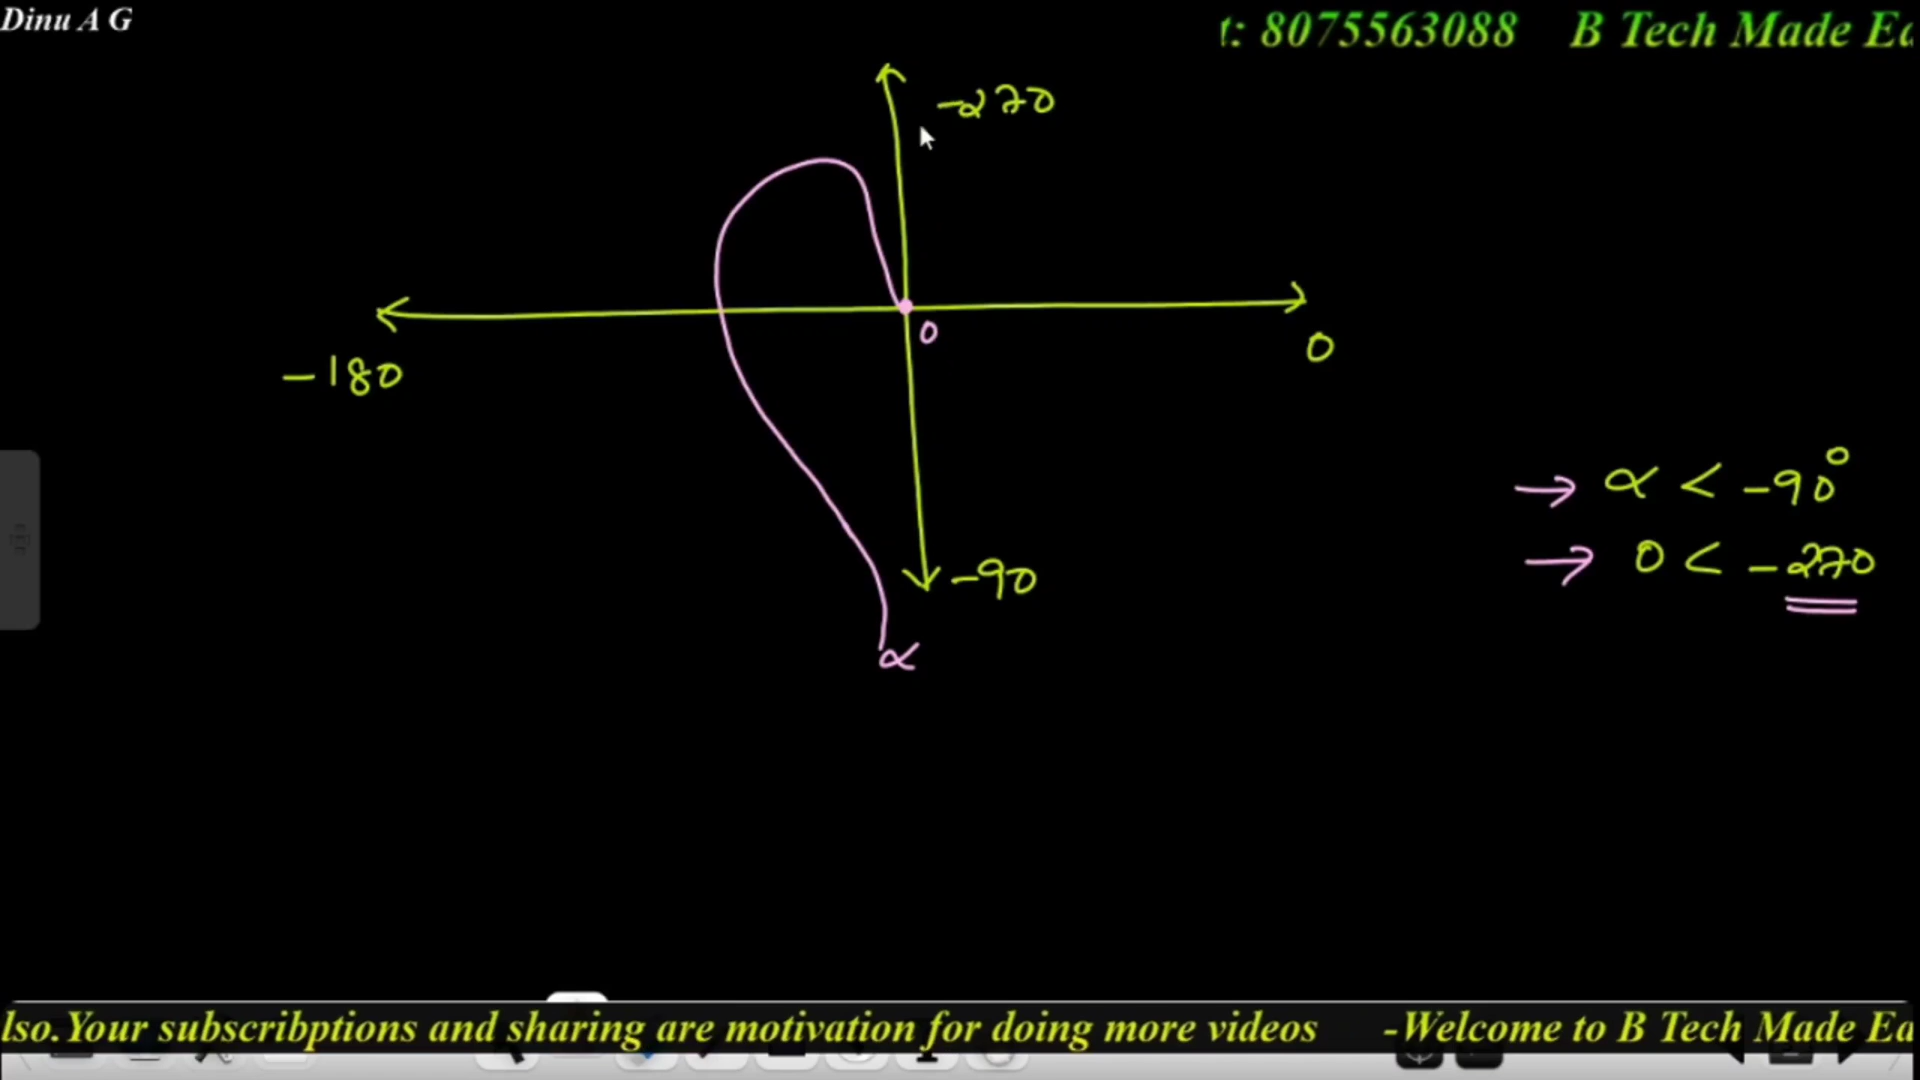 Dinu A G
t: 8075563088 B Tech Made Ea
-270
0
-180
0
-90
α
→ α < -90°
→ 0 < -270
lso.Your subscribptions and sharing are motivation for doing more videos -Welcome to B Tech Made Ea